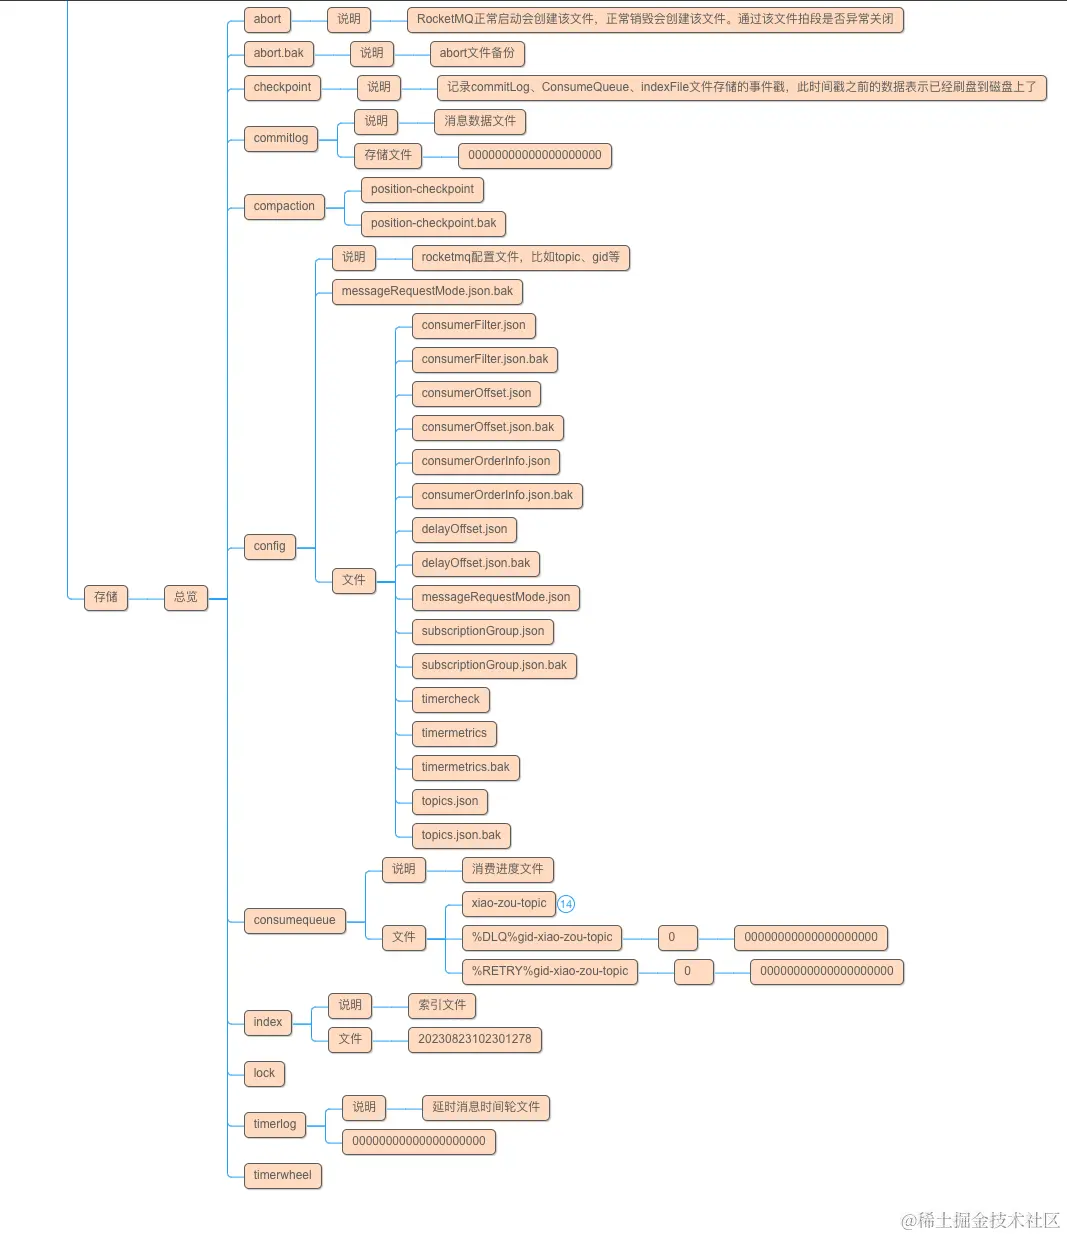 abort
说明
RocketMQ正常启动会创建该文件，正常销毁会创建该文件。通过该文件拍段是否异常关闭
abort.bak
说明
abort文件备份
checkpoint
说明
记录commitLog、ConsumeQueue、indexFile文件存储的事件戳，此时间戳之前的数据表示已经刷盘到磁盘上了
commitlog
说明
消息数据文件
存储文件
00000000000000000000
compaction
position-checkpoint
position-checkpoint.bak
config
说明
rocketmq配置文件，比如topic、gid等
messageRequestMode.json.bak
文件
consumerFilter.json
consumerFilter.json.bak
consumerOffset.json
consumerOffset.json.bak
consumerOrderInfo.json
consumerOrderInfo.json.bak
delayOffset.json
delayOffset.json.bak
messageRequestMode.json
subscriptionGroup.json
subscriptionGroup.json.bak
timercheck
timermetrics
timermetrics.bak
topics.json
topics.json.bak
存储
总览
consumequeue
说明
消费进度文件
文件
xiao-zou-topic
14
%DLQ%gid-xiao-zou-topic
0
00000000000000000000
%RETRY%gid-xiao-zou-topic
0
00000000000000000000
index
说明
索引文件
文件
20230823102301278
lock
timerlog
说明
延时消息时间轮文件
00000000000000000000
timerwheel
@稀土掘金技术社区